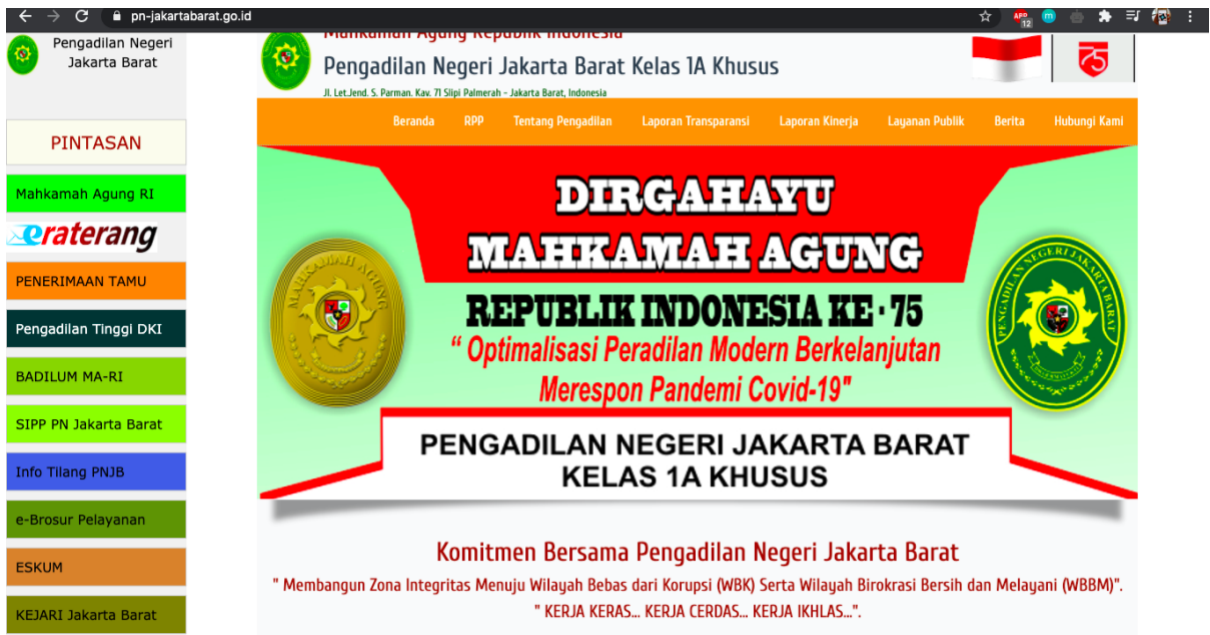 pn-jakartabarat.go.id
APP
12
m
Pengadilan Negeri
Jakarta Barat
PINTASAN
Mahkamah Agung RI
eraterang
PENERIMAAN TAMU
Pengadilan Tinggi DKI
BADILUM MA-RI
SIPP PN Jakarta Barat
Info Tilang PNJB
e-Brosur Pelayanan
ESKUM
KEJARI Jakarta Barat
Mahkamah Agung Republik Indonesia
Pengadilan Negeri Jakarta Barat Kelas 1A Khusus
Jl. Let.Jend. S. Parman. Kav. 71 Slipi Palmerah - Jakarta Barat, Indonesia
75
Beranda RPP Tentang Pengadilan Laporan Transparansi Laporan Kinerja Layanan Publik Berita Hubungi Kami
DIRGAHAYU
MAHKAMAH AGUNG
REPUBLIK INDONESIA KE - 75
“ Optimalisasi Peradilan Modern Berkelanjutan
Merespon Pandemi Covid-19"
MAHKAMAH AGUNG
PENGADILAN NEGERI JAKARTA BARAT
PENGADILAN NEGERI JAKARTA BARAT
KELAS 1A KHUSUS
Komitmen Bersama Pengadilan Negeri Jakarta Barat
" Membangun Zona Integritas Menuju Wilayah Bebas dari Korupsi (WBK) Serta Wilayah Birokrasi Bersih dan Melayani (WBBM)".
" KERJA KERAS... KERJA CERDAS... KERJA IKHLAS...".